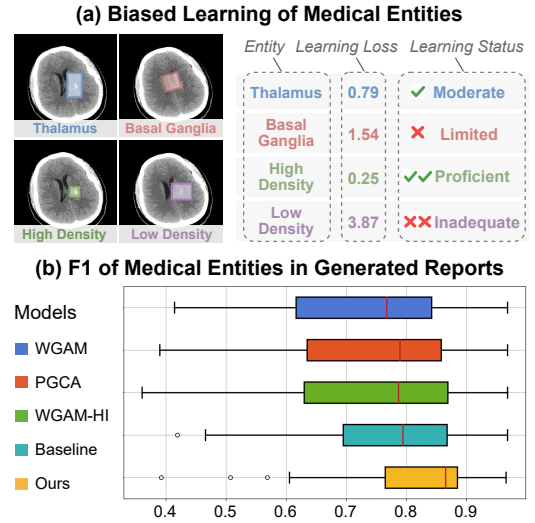 (a) Biased Learning of Medical Entities
Thalamus
Basal Ganglia
High Density
Low Density
Entity Learning Loss Learning Status
Thalamus 0.79 Moderate
Basal
Ganglia
1.54 Limited
High
Density
0.25 Proficient
Low
Density
3.87 Inadequate
(b) F1 of Medical Entities in Generated Reports
Models
WGAM
PGCA
WGAM-HI
Baseline
Ours
0.4 0.5 0.6 0.7 0.8 0.9